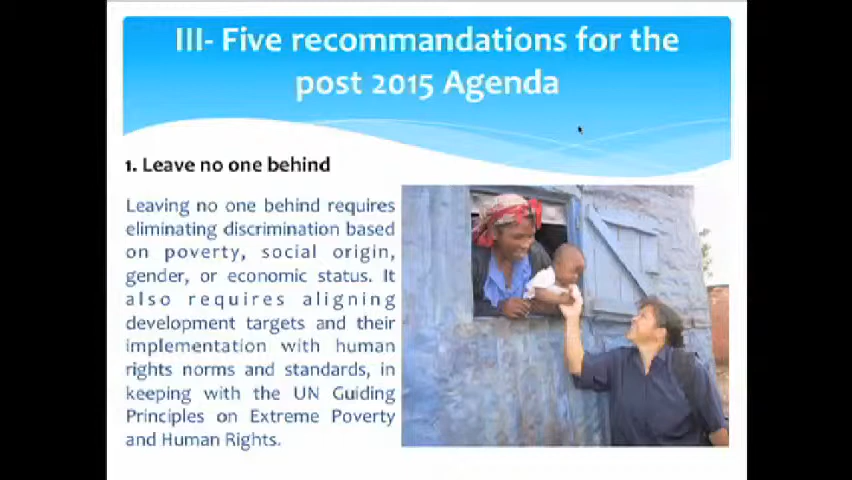 III- Five recommandations for the
post 2015 Agenda
1. Leave no one behind
Leaving no one behind requires
eliminating discrimination based
on poverty, social origin,
gender, or economic status. It
also requires aligning
development targets and their
implementation with human
rights norms and standards, in
keeping with the UN Guiding
Principles on Extreme Poverty
and Human Rights.